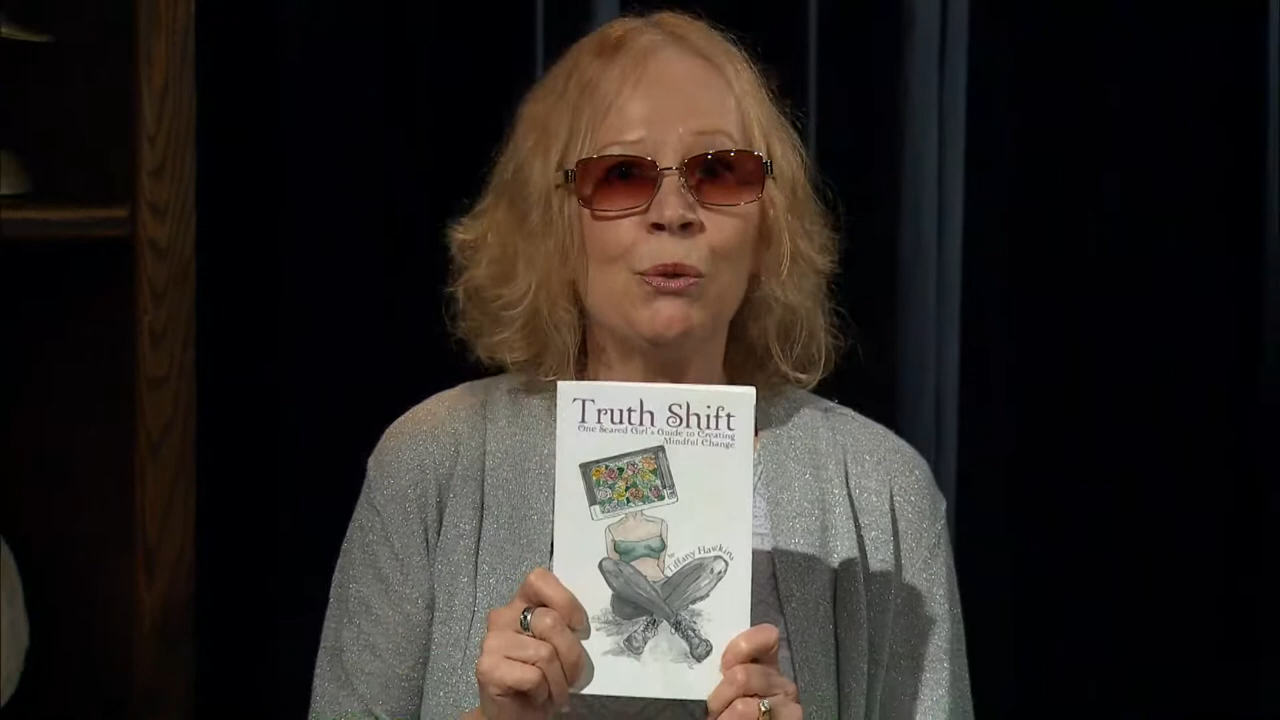 Truth Shift
One Scared Girl's Guide to Creating
Mindful Change
by
Tiffany Hawkins